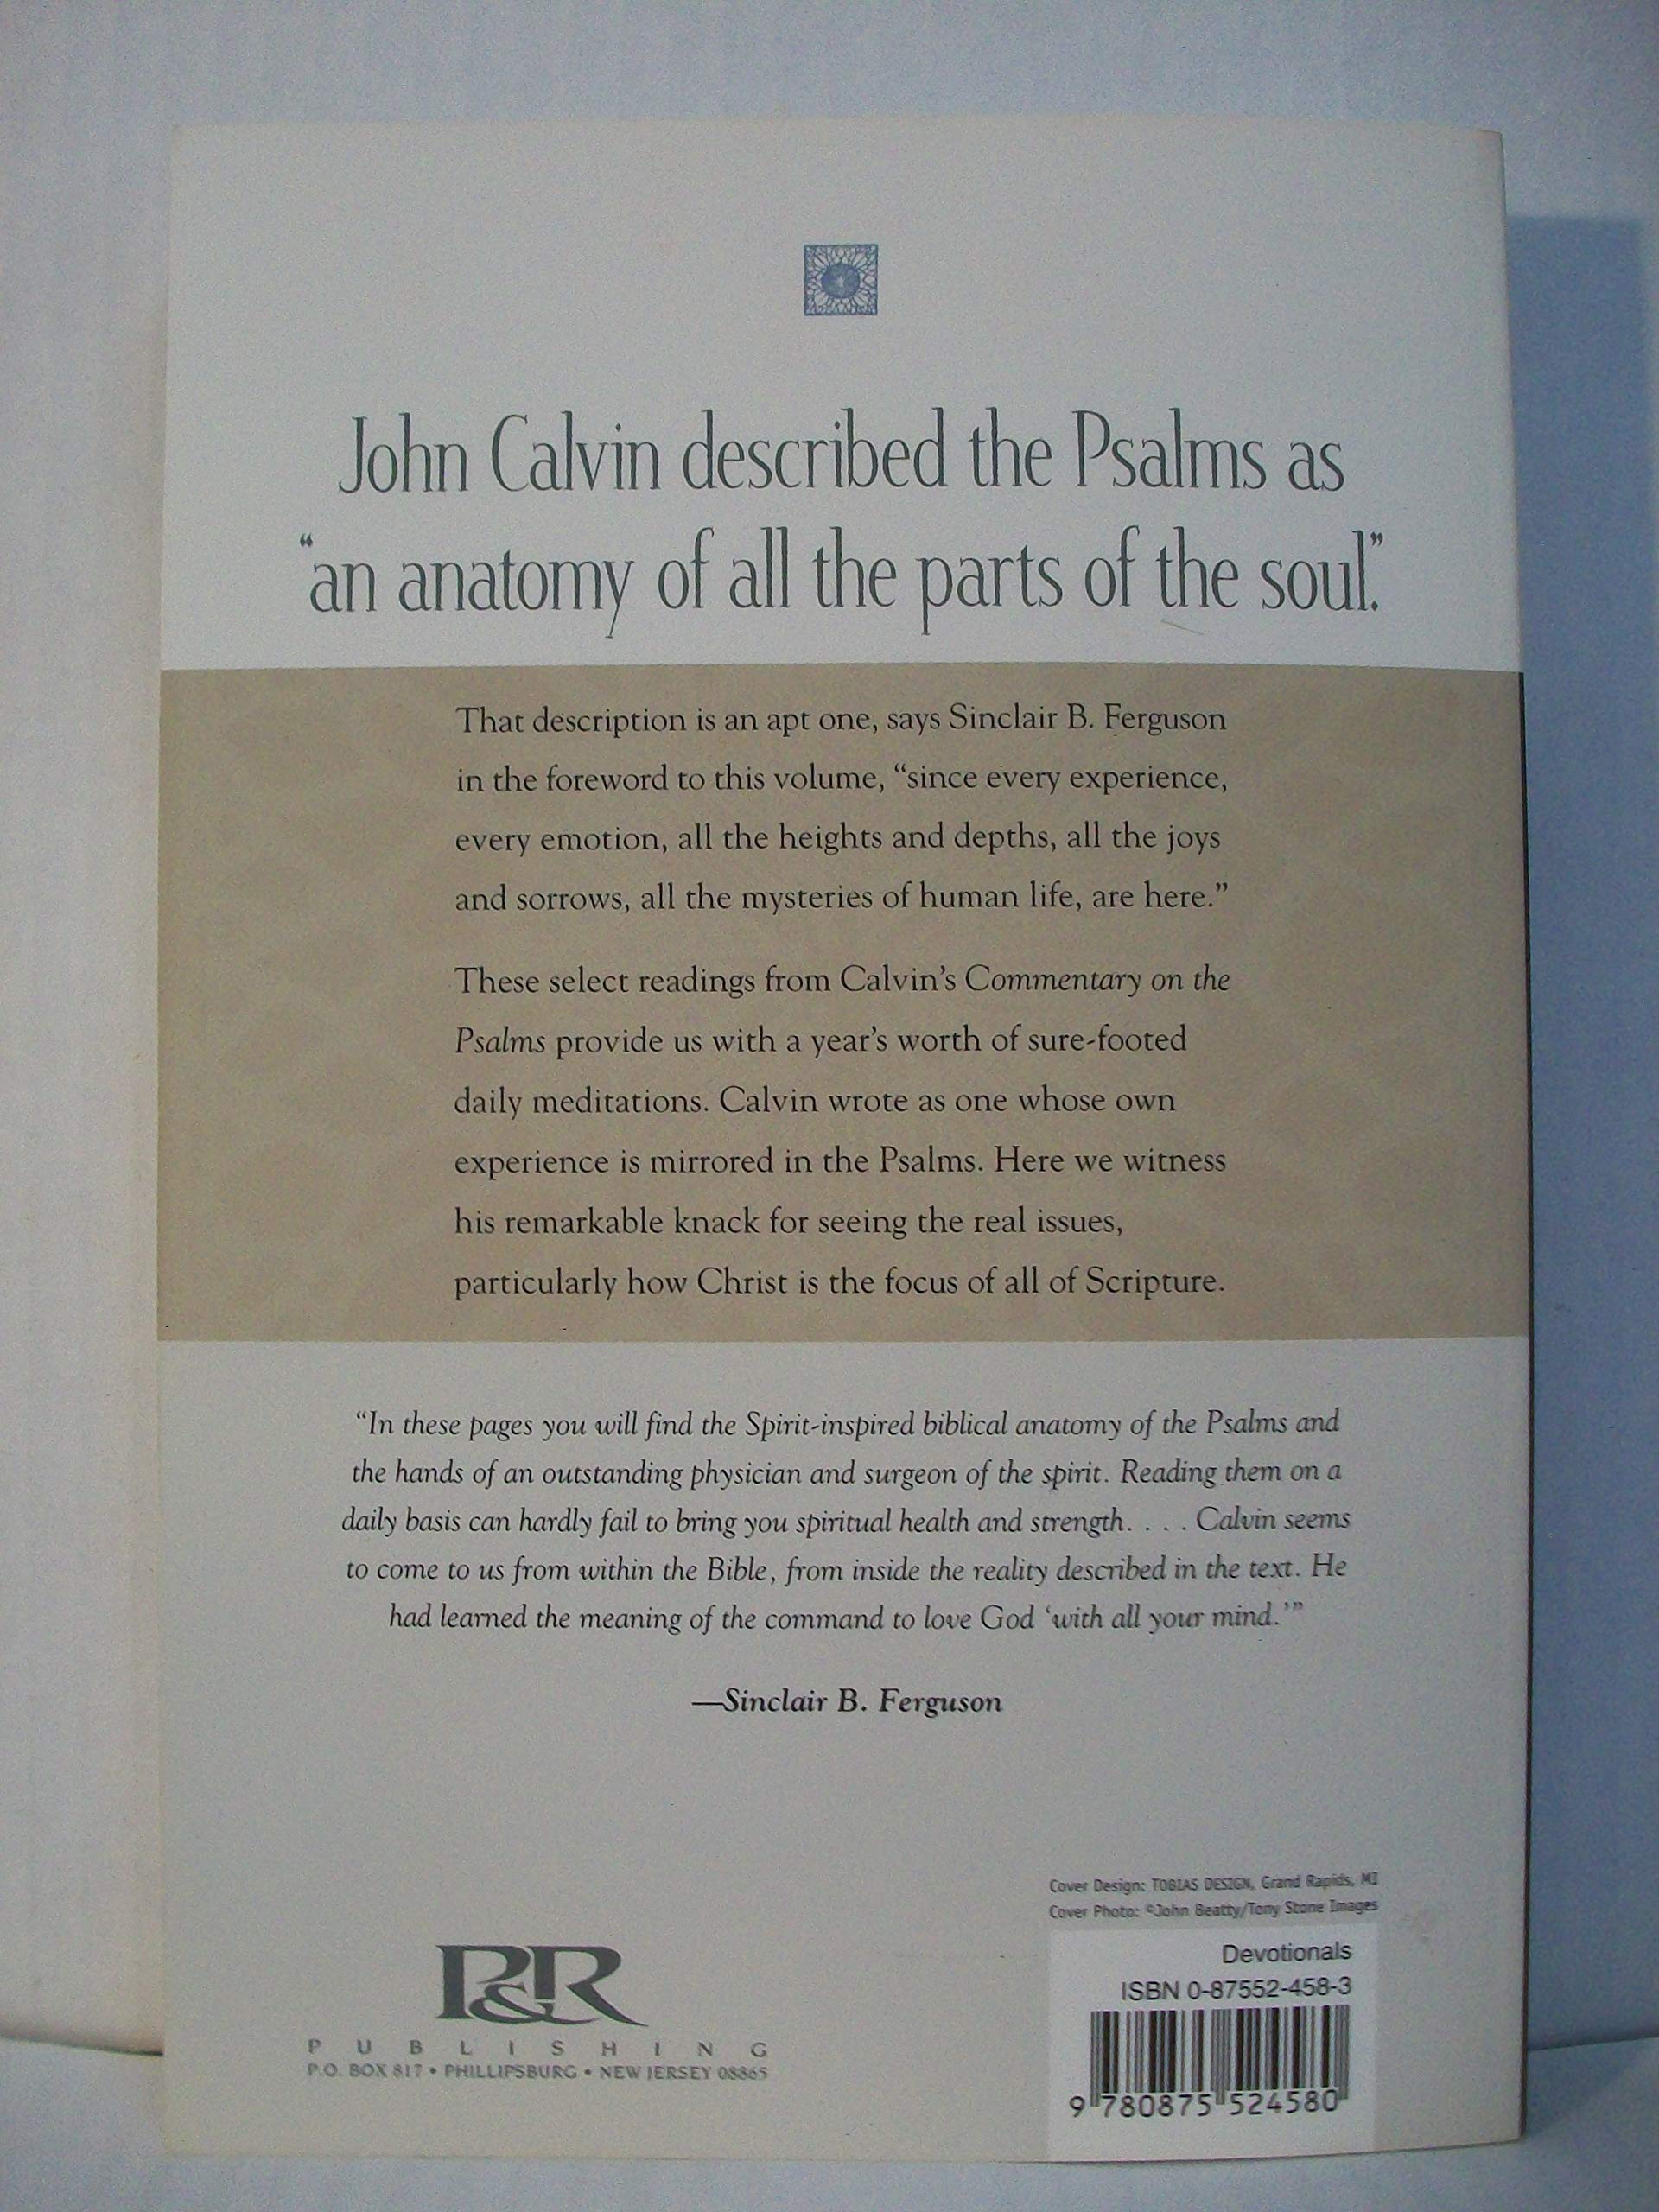 John Calvin described the Psalms as
“an anatomy of all the parts of the soul.”
That description is an apt one, says Sinclair B. Ferguson
in the foreword to this volume, “since every experience,
every emotion, all the heights and depths, all the joys
and sorrows, all the mysteries of human life, are here.”
These select readings from Calvin’s Commentary on the
Psalms provide us with a year’s worth of sure-footed
daily meditations. Calvin wrote as one whose own
experience is mirrored in the Psalms. Here we witness
his remarkable knack for seeing the real issues,
particularly how Christ is the focus of all of Scripture.
“In these pages you will find the Spirit-inspired biblical anatomy of the Psalms and
the hands of an outstanding physician and surgeon of the spirit. Reading them on a
daily basis can hardly fail to bring you spiritual health and strength. . . . Calvin seems
to come to us from within the Bible, from inside the reality described in the text. He
had learned the meaning of the command to love God ‘with all your mind.’”
—Sinclair B. Ferguson
Cover Design: TOBIAS DESIGN, Grand Rapids, MI
Cover Photo: ©John Beatty/Tony Stone Images
Devotionals
ISBN 0-87552-458-3
9 780875 524580
P&R
PUBLISHING
P.O. BOX 817 • PHILLIPSBURG • NEW JERSEY 08865